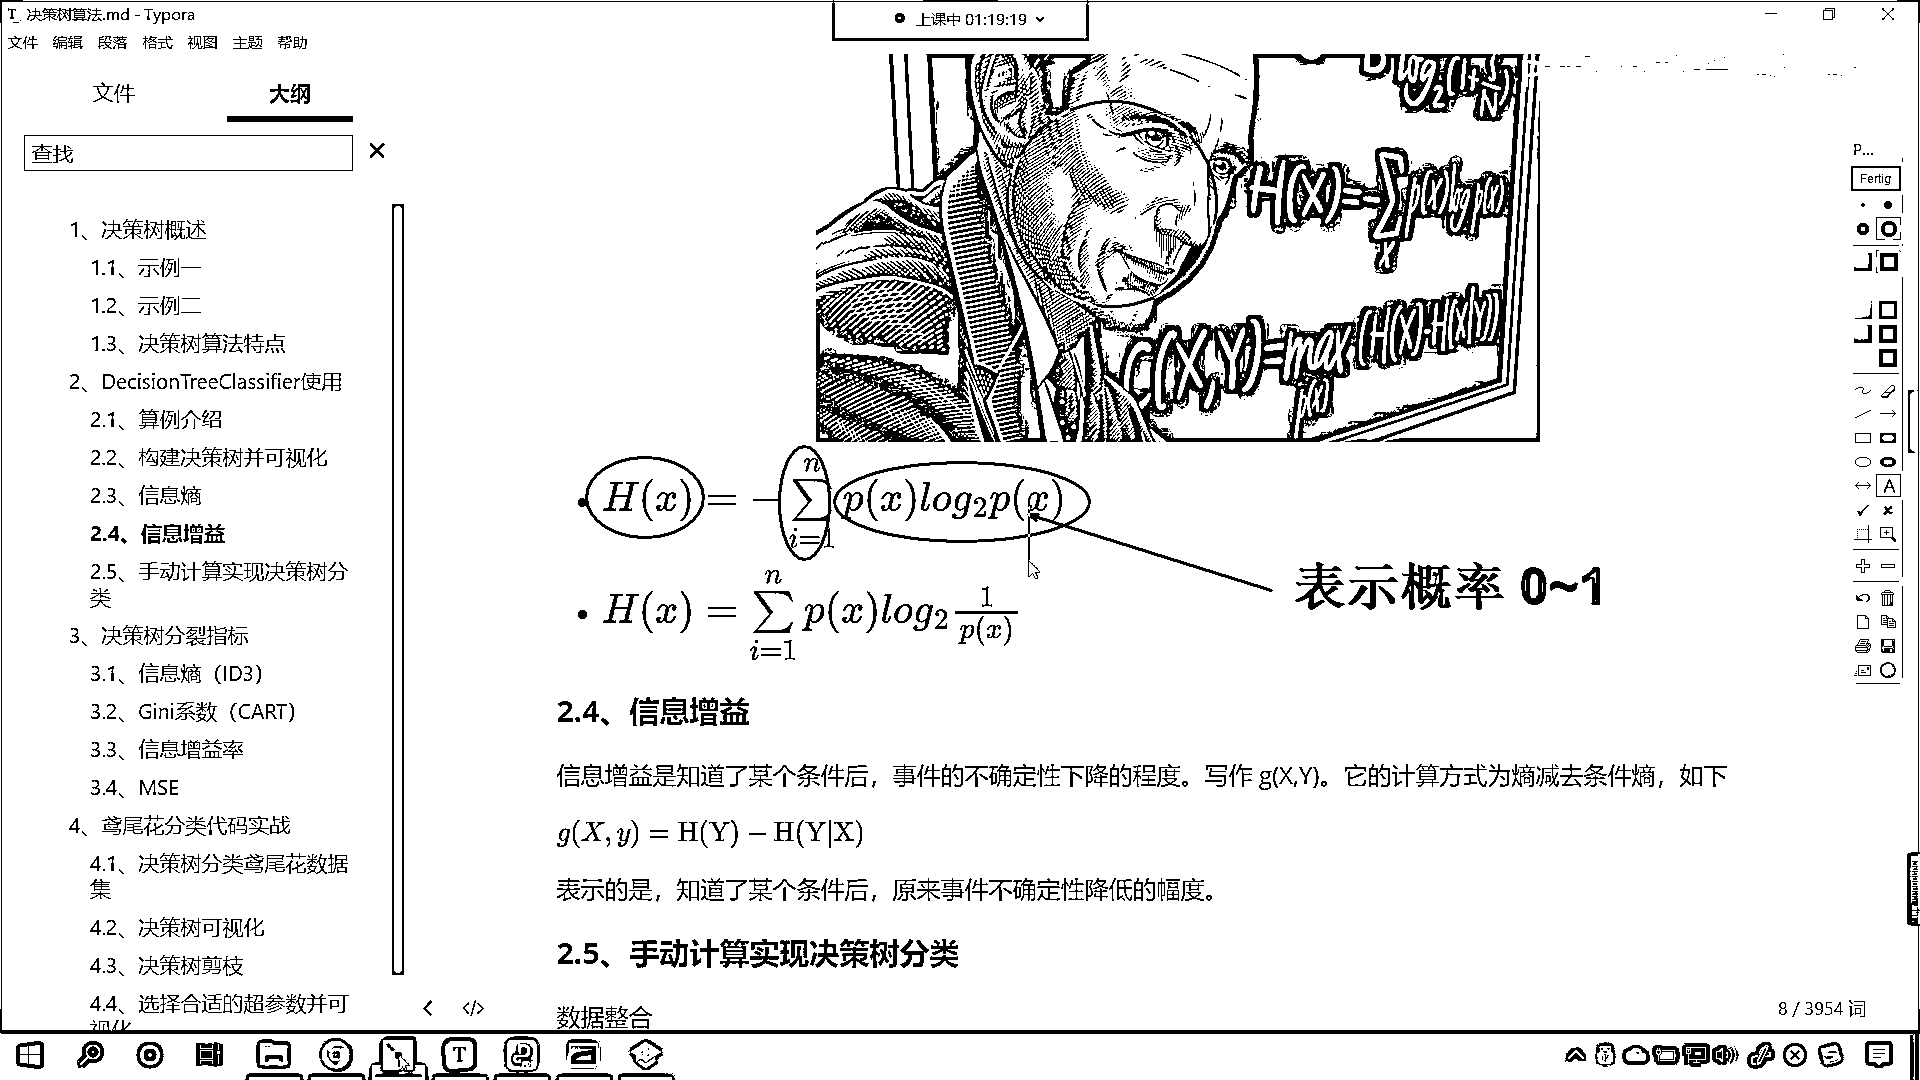 决策树算法.md - Typora
上课中 01:19:19
文件 编辑 段落 格式 视图 主题 帮助
文件 大纲
查找
1、决策树概述
1.1、示例一
1.2、示例二
1.3、决策树算法特点
2、DecisionTreeClassifier使用
2.1、算例介绍
2.2、构建决策树并可视化
2.3、信息熵
2.4、信息增益
2.5、手动计算实现决策树分
类
3、决策树分裂指标
3.1、信息熵（ID3）
3.2、Gini系数（CART）
3.3、信息增益率
3.4、MSE
4、鸢尾花分类代码实战
4.1、决策树分类鸢尾花数据
集
4.2、决策树可视化
4.3、决策树剪枝
4.4、选择合适的超参数并可
视化
log₂(1+S/N)
H(X)=-∑ₓ p(x)log p(x)
C(X,Y)=max p(x) (H(X)-H(X|Y))
• H(x) = −∑ⁿᵢ₌₁ p(x)log₂p(x)
表示概率 0~1
• H(x) = ∑ⁿᵢ₌₁ p(x)log₂ 1/p(x)
2.4、信息增益
信息增益是知道了某个条件后，事件的不确定性下降的程度。写作 g(X,Y)。它的计算方式为熵减去条件熵，如下
g(X, y) = H(Y) − H(Y|X)
表示的是，知道了某个条件后，原来事件不确定性降低的幅度。
2.5、手动计算实现决策树分类
数据整合
8 / 3954 词
P...
Fertig